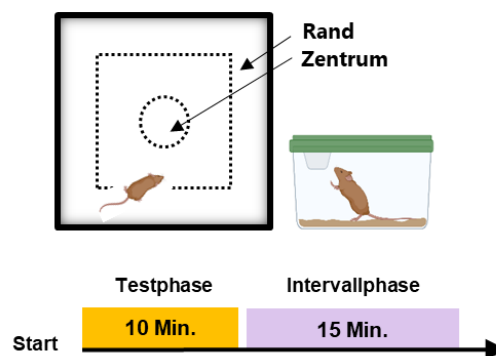 Rand
Zentrum
Testphase
Intervallphase
10 Min.
15 Min.
Start